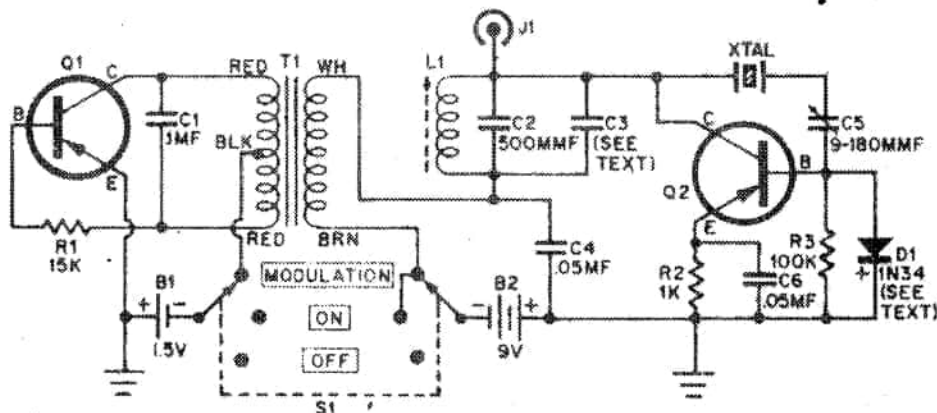 J1
Q1
C
B
E
C1
.1MF
R1
15K
RED
T1
WH
BLK
RED
BRN
L1
C2
500MMF
C3
(SEE
TEXT)
XTAL
C5
9-180MMF
C
B
Q2
E
C4
.05MF
R2
1K
C6
.05MF
R3
100K
D1
+
1N34
(SEE
TEXT)
MODULATION
ON
OFF
+ B1 -
1.5V
B2
- +
9V
S1